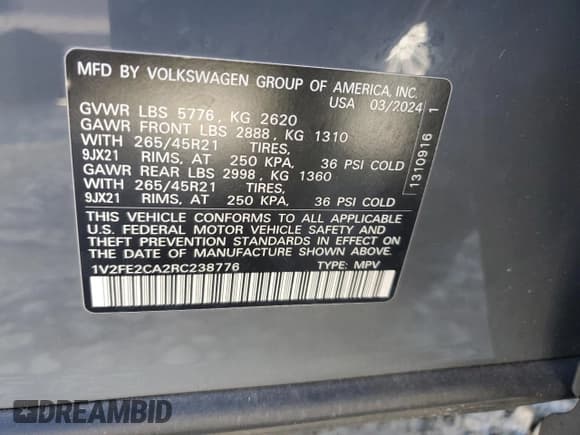 MFD BY VOLKSWAGEN GROUP OF AMERICA, INC.
USA 03/2024
GVWR LBS 5776, KG 2620
GAWR FRONT LBS 2888, KG 1310
WITH 265/45R21 TIRES,
9JX21 RIMS, AT 250 KPA, 36 PSI COLD
GAWR REAR LBS 2998, KG 1360
WITH 265/45R21 TIRES,
9JX21 RIMS, AT 250 KPA, 36 PSI COLD
THIS VEHICLE CONFORMS TO ALL APPLICABLE
U.S. FEDERAL MOTOR VEHICLE SAFETY AND
THEFT PREVENTION STANDARDS IN EFFECT ON
THE DATE OF MANUFACTURE SHOWN ABOVE.
1V2FE2CA2RC238776 TYPE: MPV
1310916 1
DREAMBID